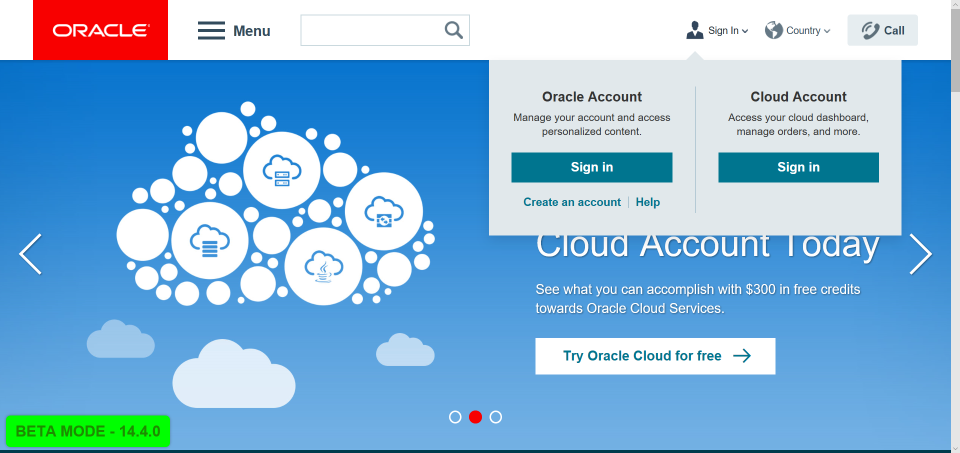 ORACLE
Menu
Sign In
Country
Call
Oracle Account
Manage your account and access
personalized content.
Sign in
Create an account
Help
Cloud Account
Access your cloud dashboard,
manage orders, and more.
Sign in
Cloud Account Today
See what you can accomplish with $300 in free credits
towards Oracle Cloud Services.
Try Oracle Cloud for free
BETA MODE - 14.4.0